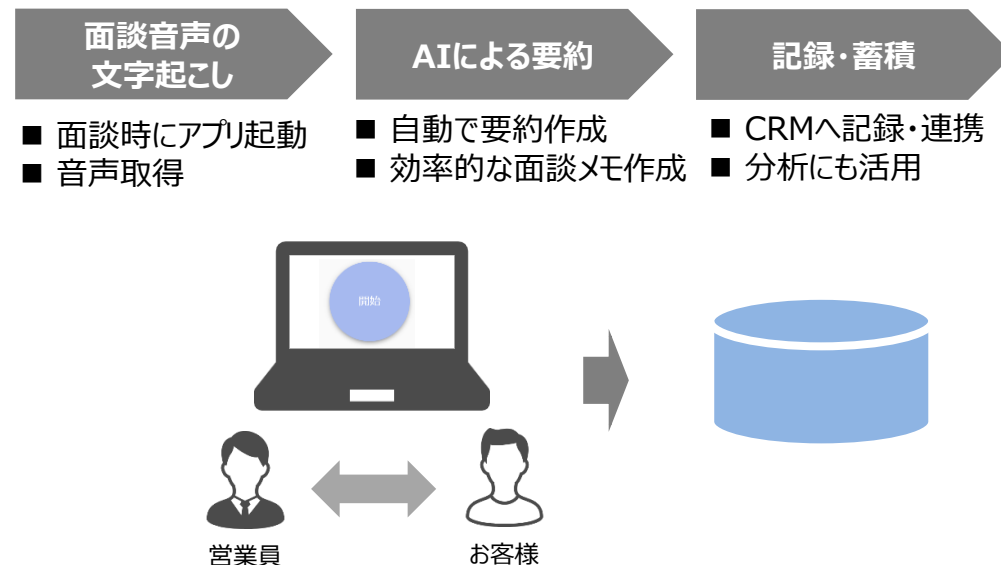 面談音声の
文字起こし
AIによる要約
記録・蓄積
■ 面談時にアプリ起動
■ 音声取得
■ 自動で要約作成
■ 効率的な面談メモ作成
■ CRMへ記録・連携
■ 分析にも活用
開始
営業員
お客様